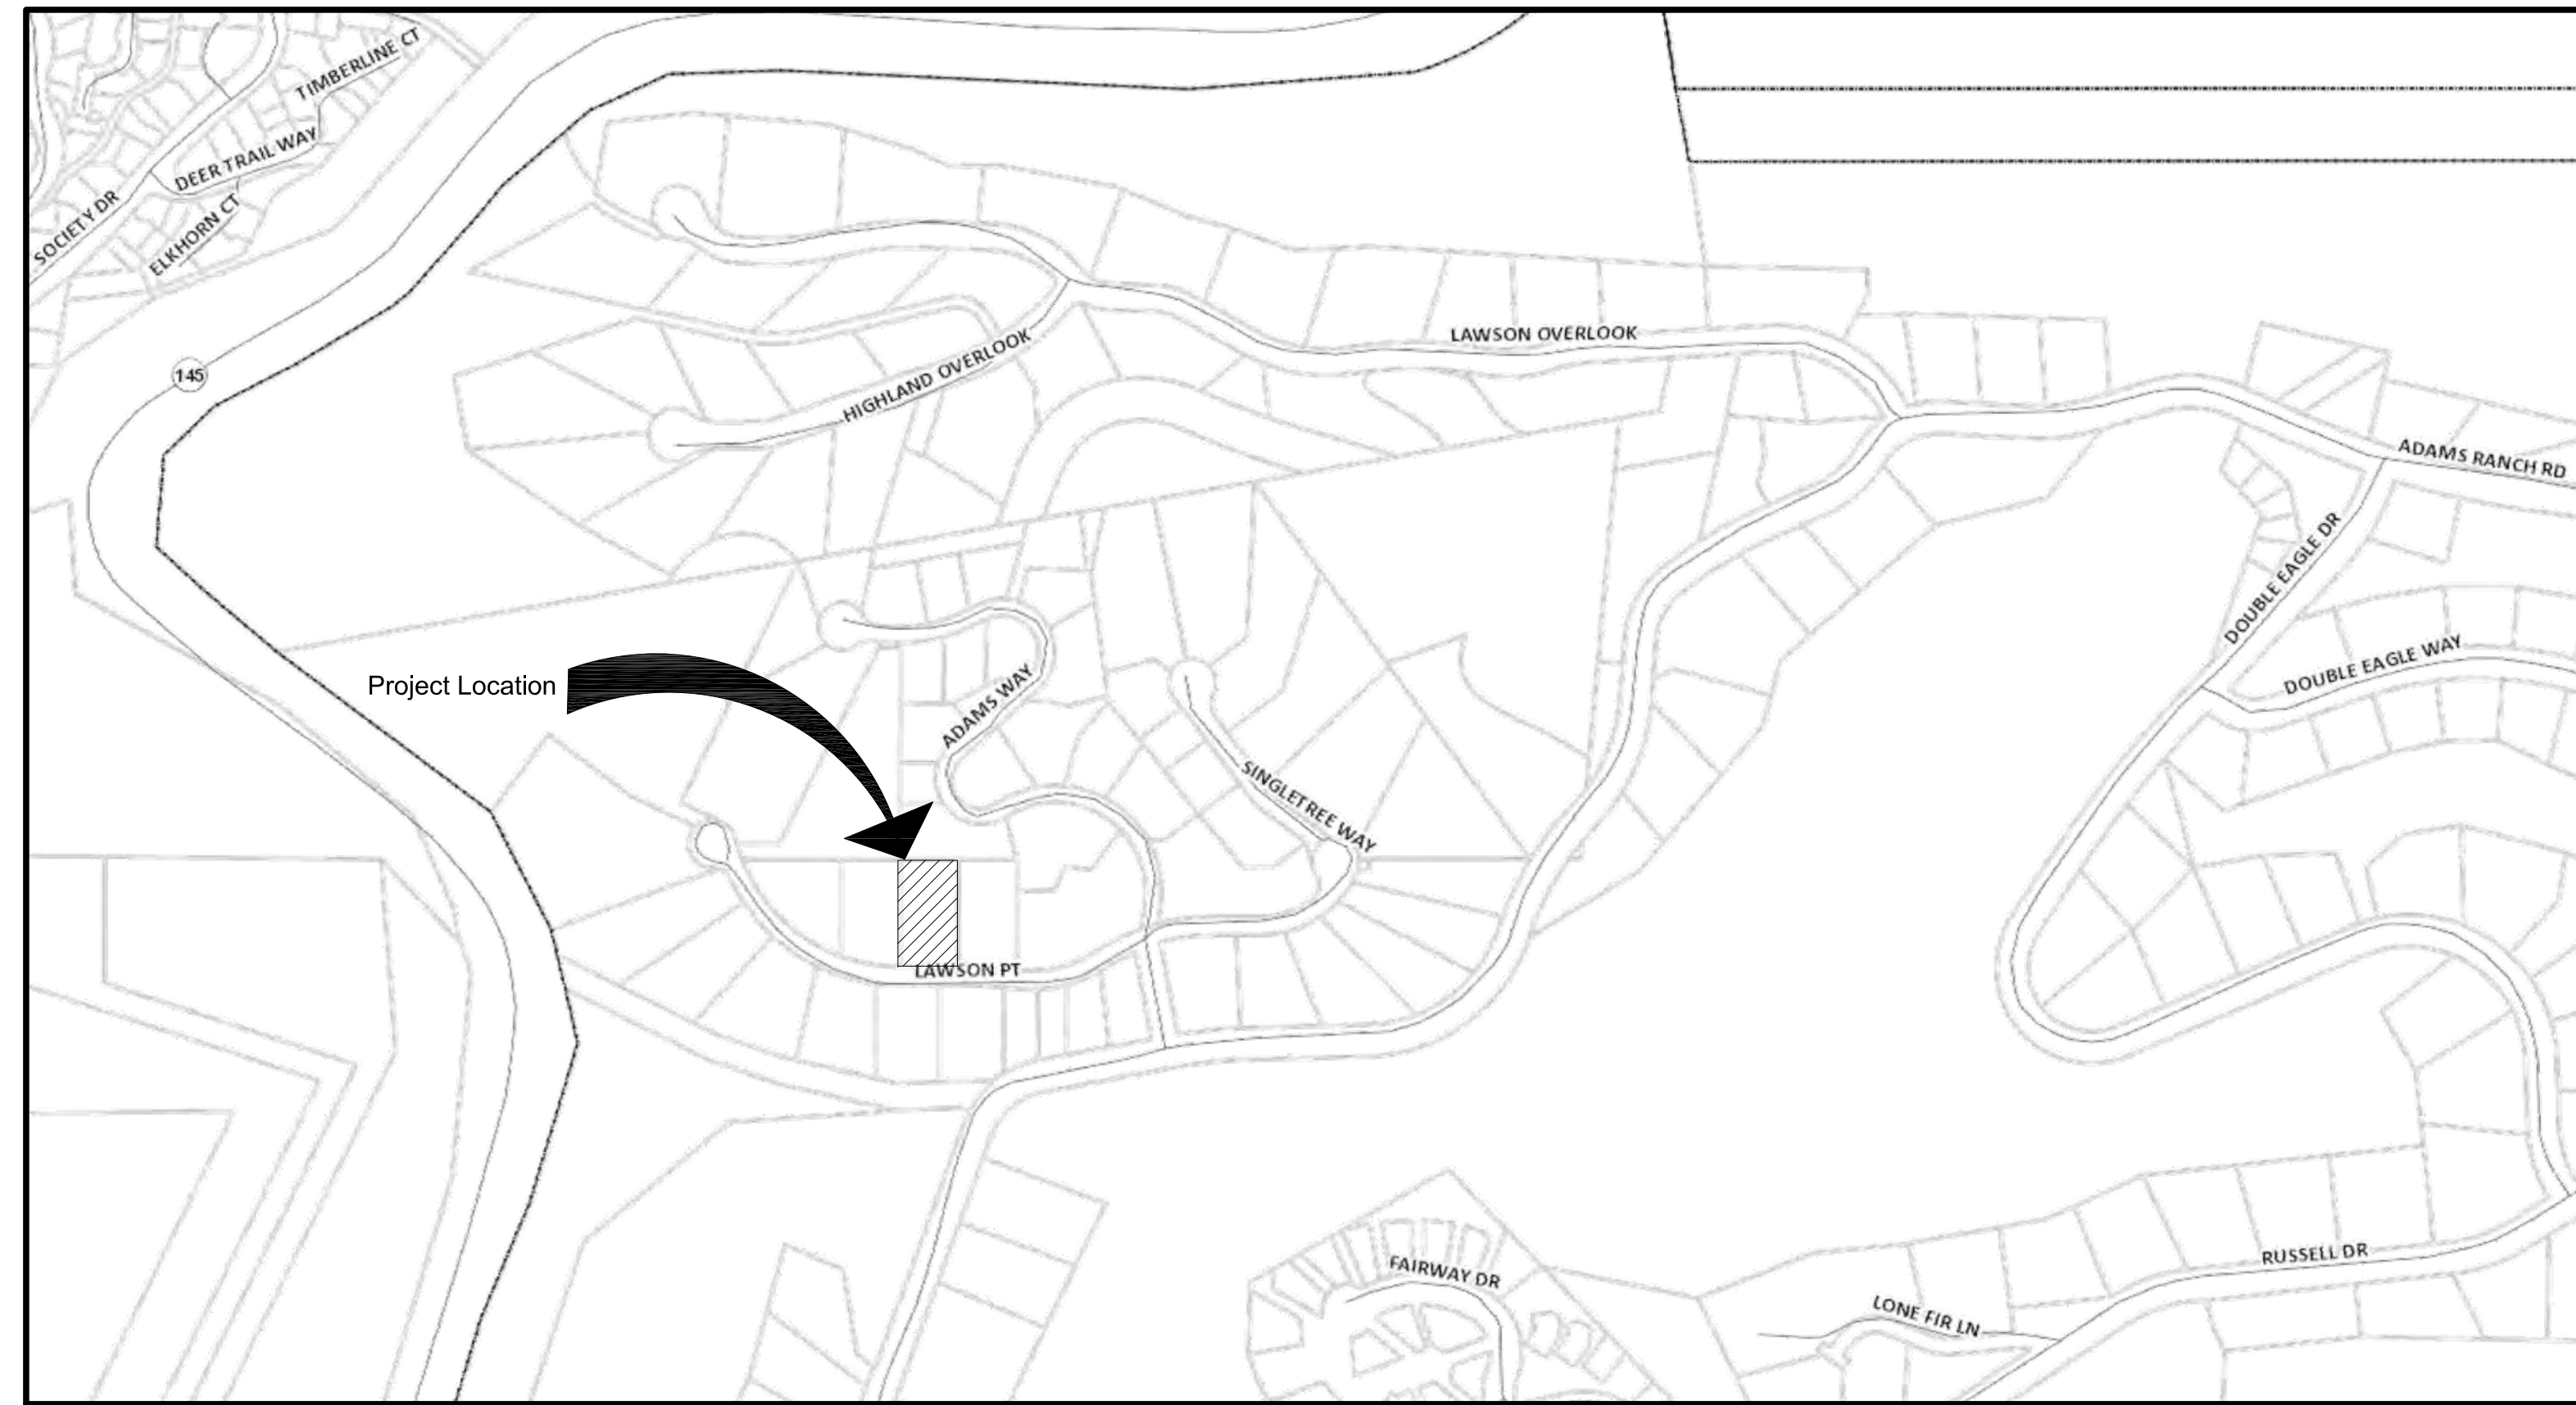 TIMBERLINE CT
DEER TRAIL WAY
SOCIETY DR
ELKHORN CT
145
LAWSON OVERLOOK
HIGHLAND OVERLOOK
ADAMS RANCH RD
DOUBLE EAGLE DR
DOUBLE EAGLE WAY
Project Location
ADAMS WAY
SINGLETREE WAY
LAWSON PT
FAIRWAY DR
RUSSELL DR
LONE FIR LN